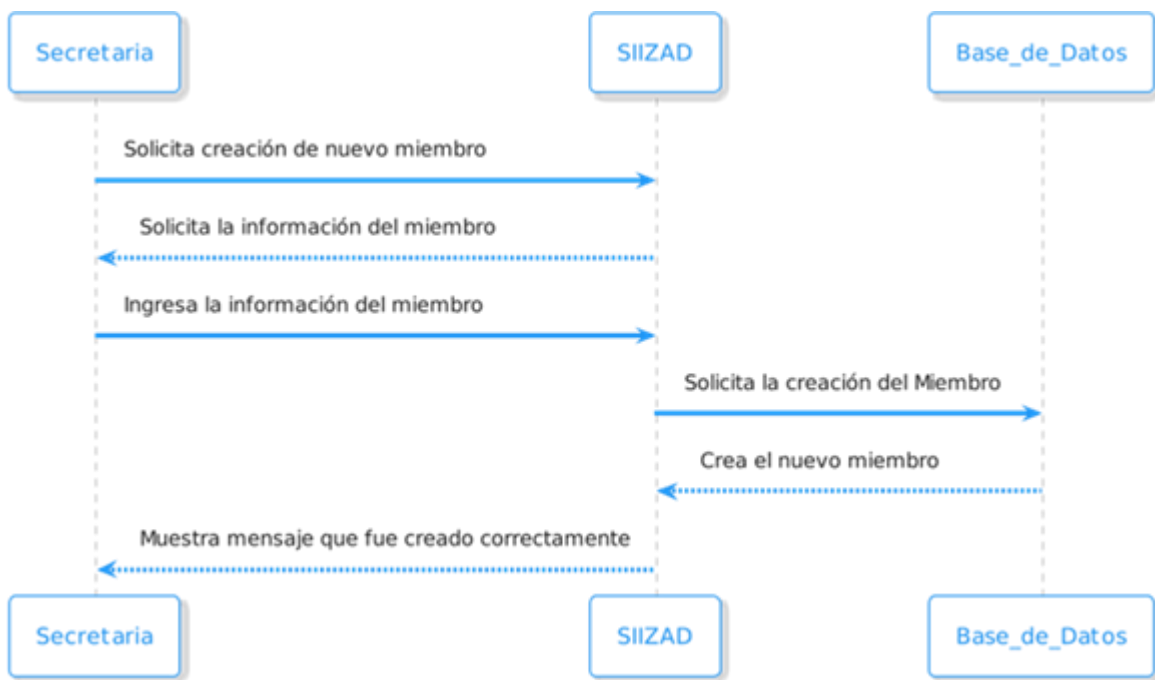 Secretaria
SIIZAD
Base_de_Datos
Solicita creación de nuevo miembro
Solicita la información del miembro
Ingresa la información del miembro
Solicita la creación del Miembro
Crea el nuevo miembro
Muestra mensaje que fue creado correctamente
Secretaria
SIIZAD
Base_de_Datos